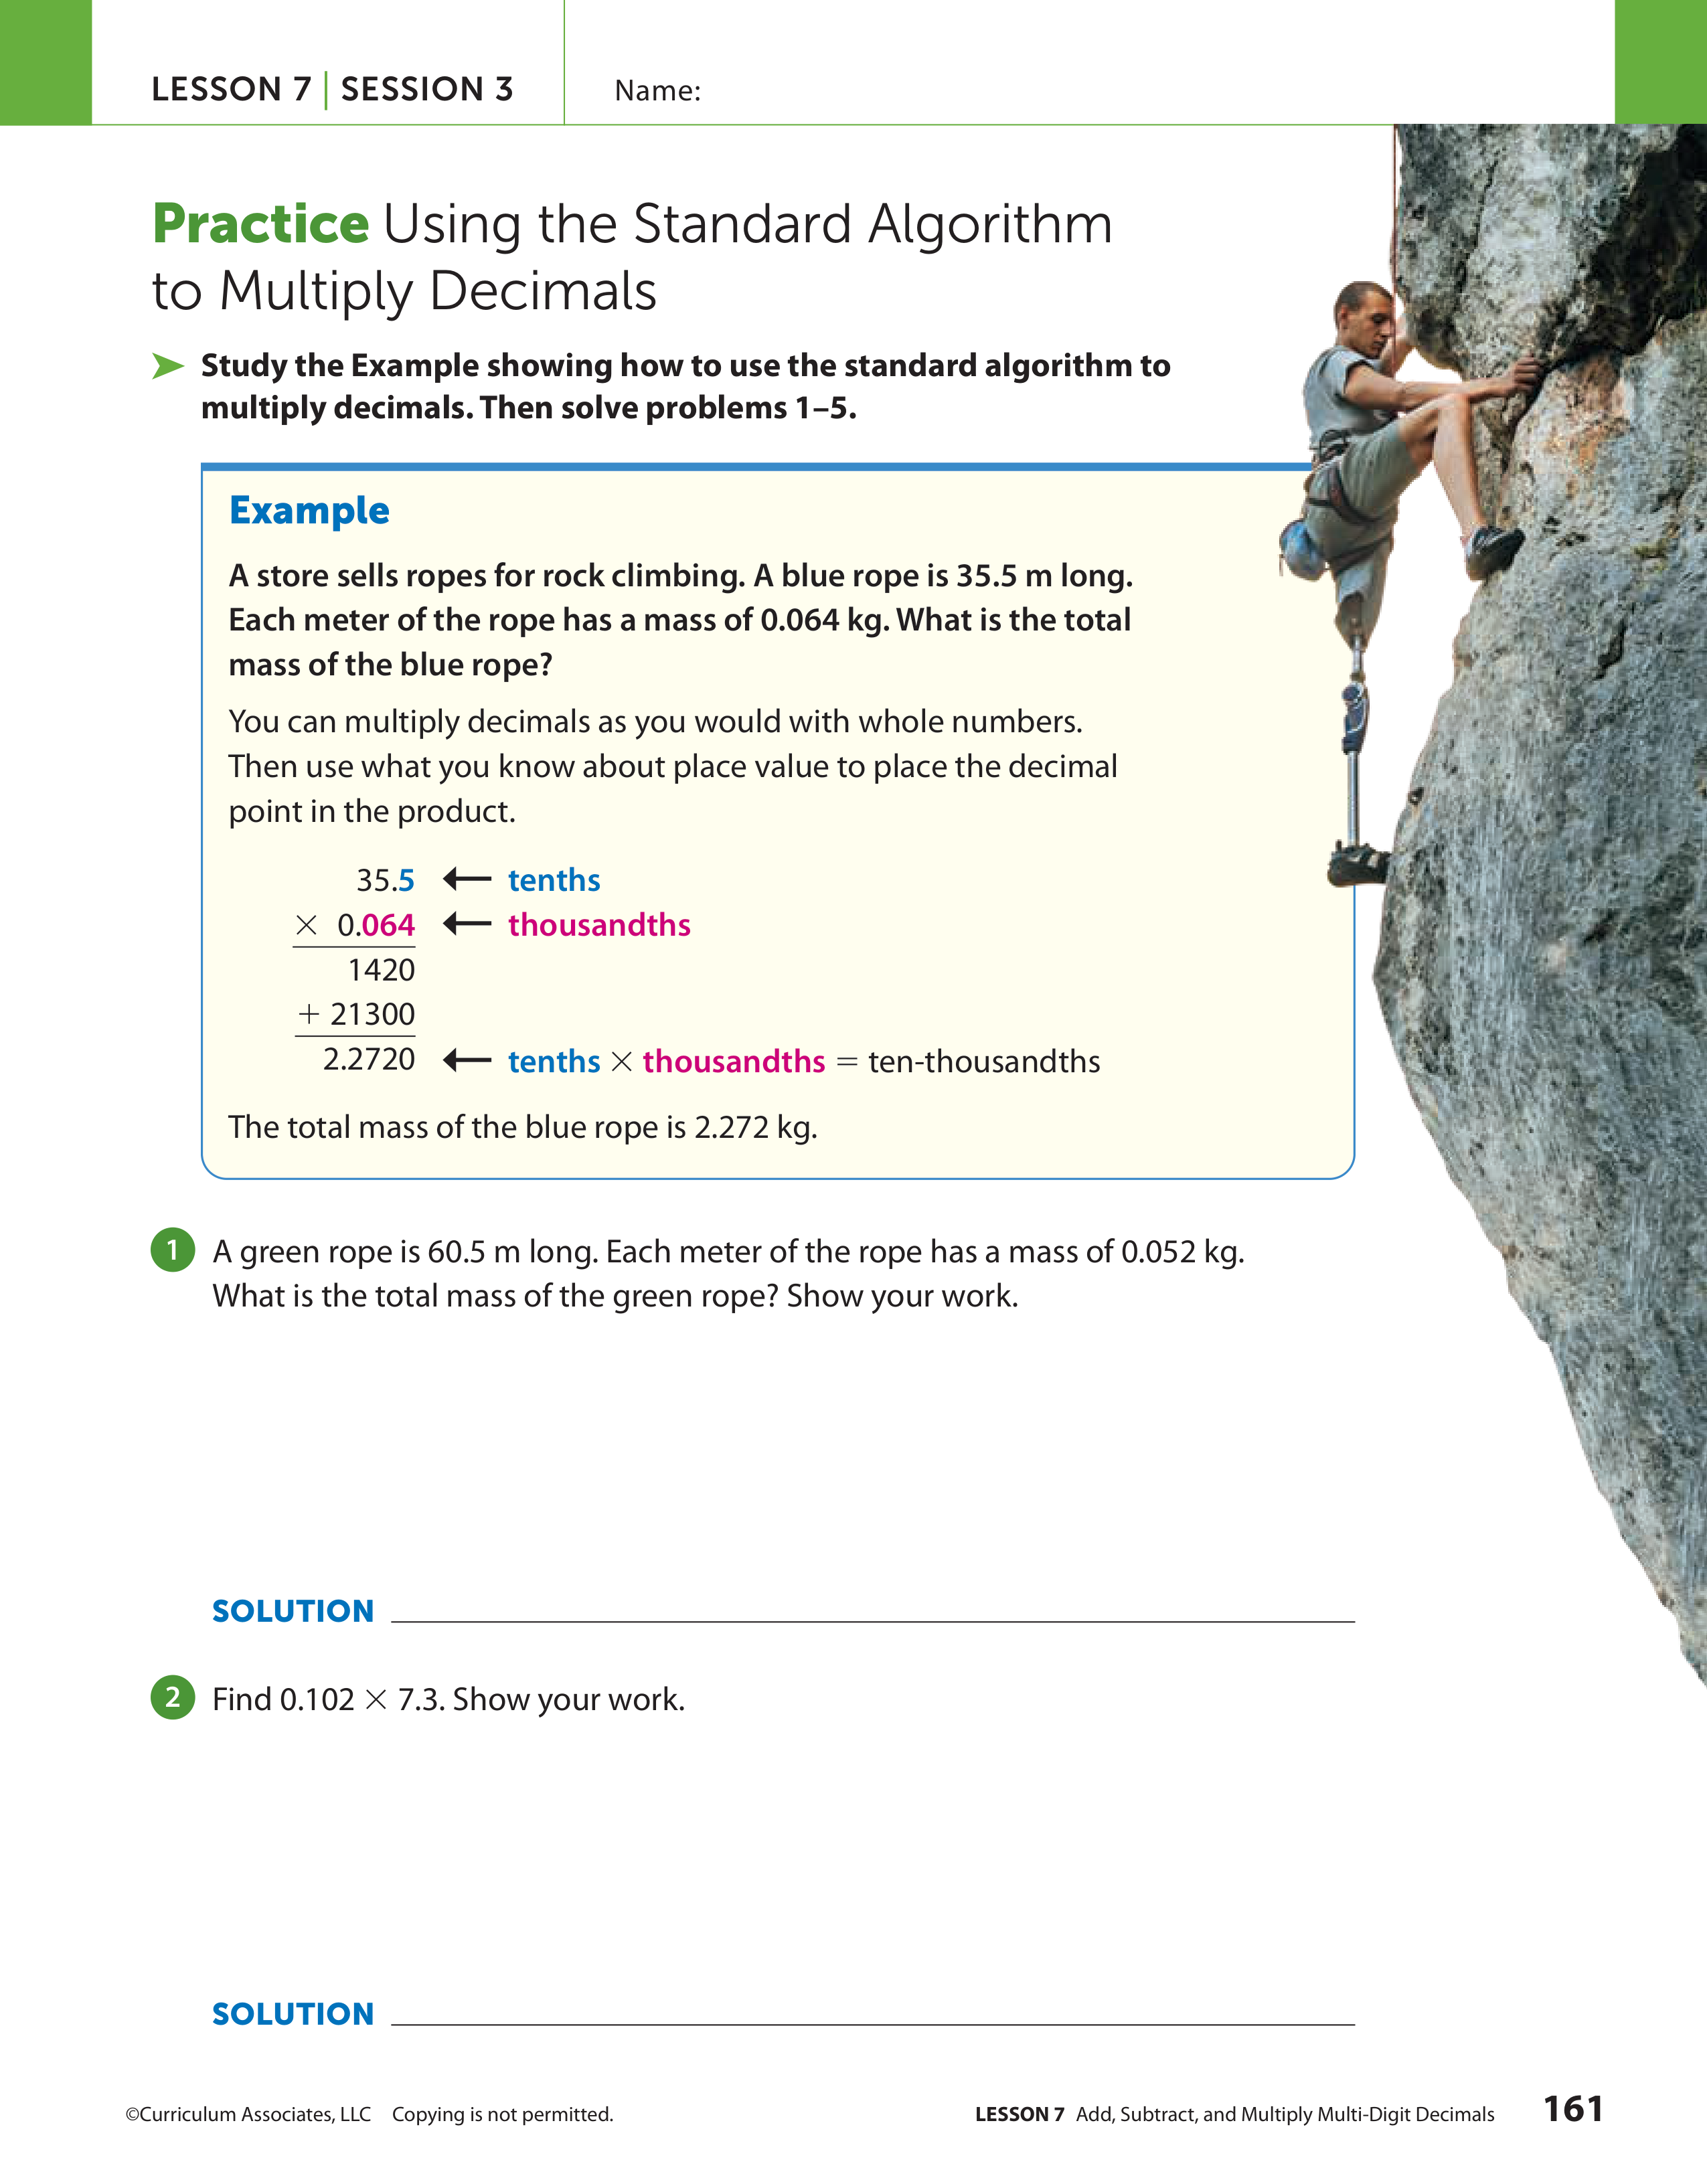 LESSON 7 | SESSION 3
Name:
Practice Using the Standard Algorithm
to Multiply Decimals
Study the Example showing how to use the standard algorithm to
multiply decimals. Then solve problems 1–5.
Example
A store sells ropes for rock climbing. A blue rope is 35.5 m long.
Each meter of the rope has a mass of 0.064 kg. What is the total
mass of the blue rope?
You can multiply decimals as you would with whole numbers.
Then use what you know about place value to place the decimal
point in the product.
35.5 ← tenths
× 0.064 ← thousandths
1420
+ 21300
2.2720 ← tenths × thousandths = ten-thousandths
The total mass of the blue rope is 2.272 kg.
1 A green rope is 60.5 m long. Each meter of the rope has a mass of 0.052 kg.
What is the total mass of the green rope? Show your work.
SOLUTION
2 Find 0.102 × 7.3. Show your work.
SOLUTION
©Curriculum Associates, LLC Copying is not permitted.
LESSON 7 Add, Subtract, and Multiply Multi-Digit Decimals 161